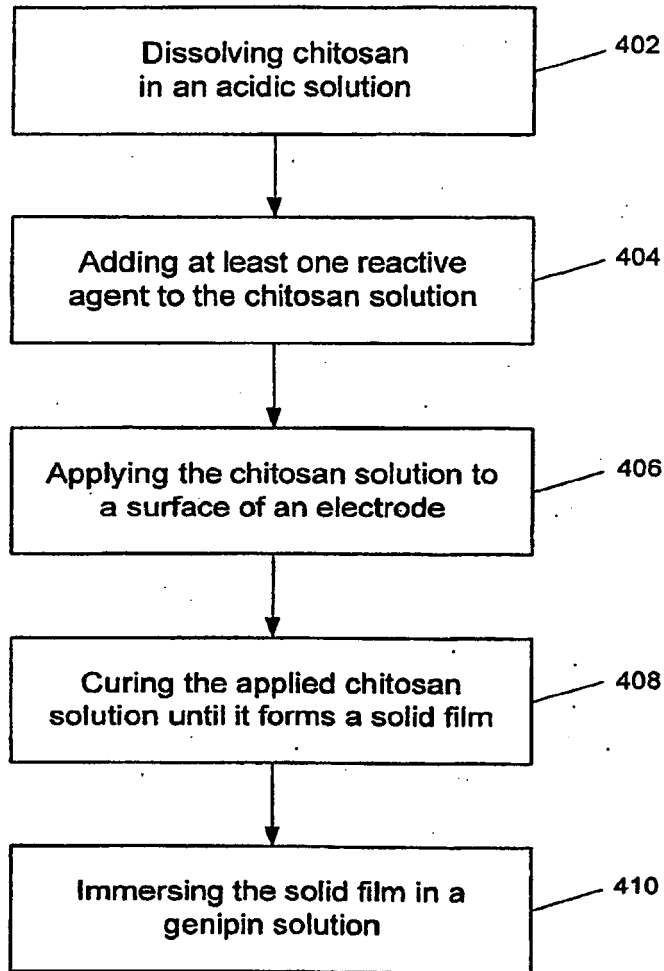 Dissolving chitosan
in an acidic solution
402
Adding at least one reactive
agent to the chitosan solution
404
Applying the chitosan solution to
a surface of an electrode
406
Curing the applied chitosan
solution until it forms a solid film
408
Immersing the solid film in a
genipin solution
410